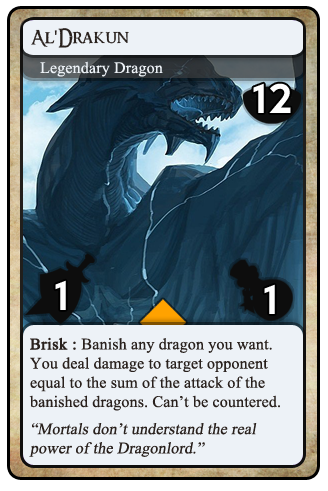 AL'DRAKUN
Legendary Dragon
12
1
1
Brisk : Banish any dragon you want.
You deal damage to target opponent
equal to the sum of the attack of the
banished dragons. Can’t be countered.
“Mortals don’t understand the real
power of the Dragonlord.”